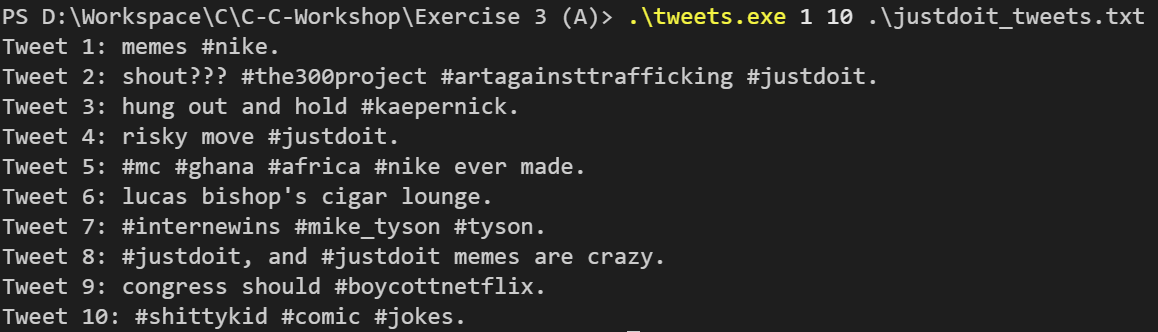 PS D:\Workspace\C\C-C-Workshop\Exercise 3 (A)> .\tweets.exe 1 10 .\justdoit_tweets.txt
Tweet 1: memes #nike.
Tweet 2: shout??? #the300project #artagainsttrafficking #justdoit.
Tweet 3: hung out and hold #kaepernick.
Tweet 4: risky move #justdoit.
Tweet 5: #mc #ghana #africa #nike ever made.
Tweet 6: lucas bishop's cigar lounge.
Tweet 7: #internewins #mike_tyson #tyson.
Tweet 8: #justdoit, and #justdoit memes are crazy.
Tweet 9: congress should #boycottnetflix.
Tweet 10: #shittykid #comic #jokes.